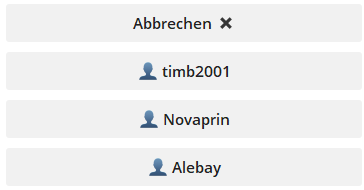 Abbrechen ✖
👤 timb2001
👤 Novaprin
👤 Alebay